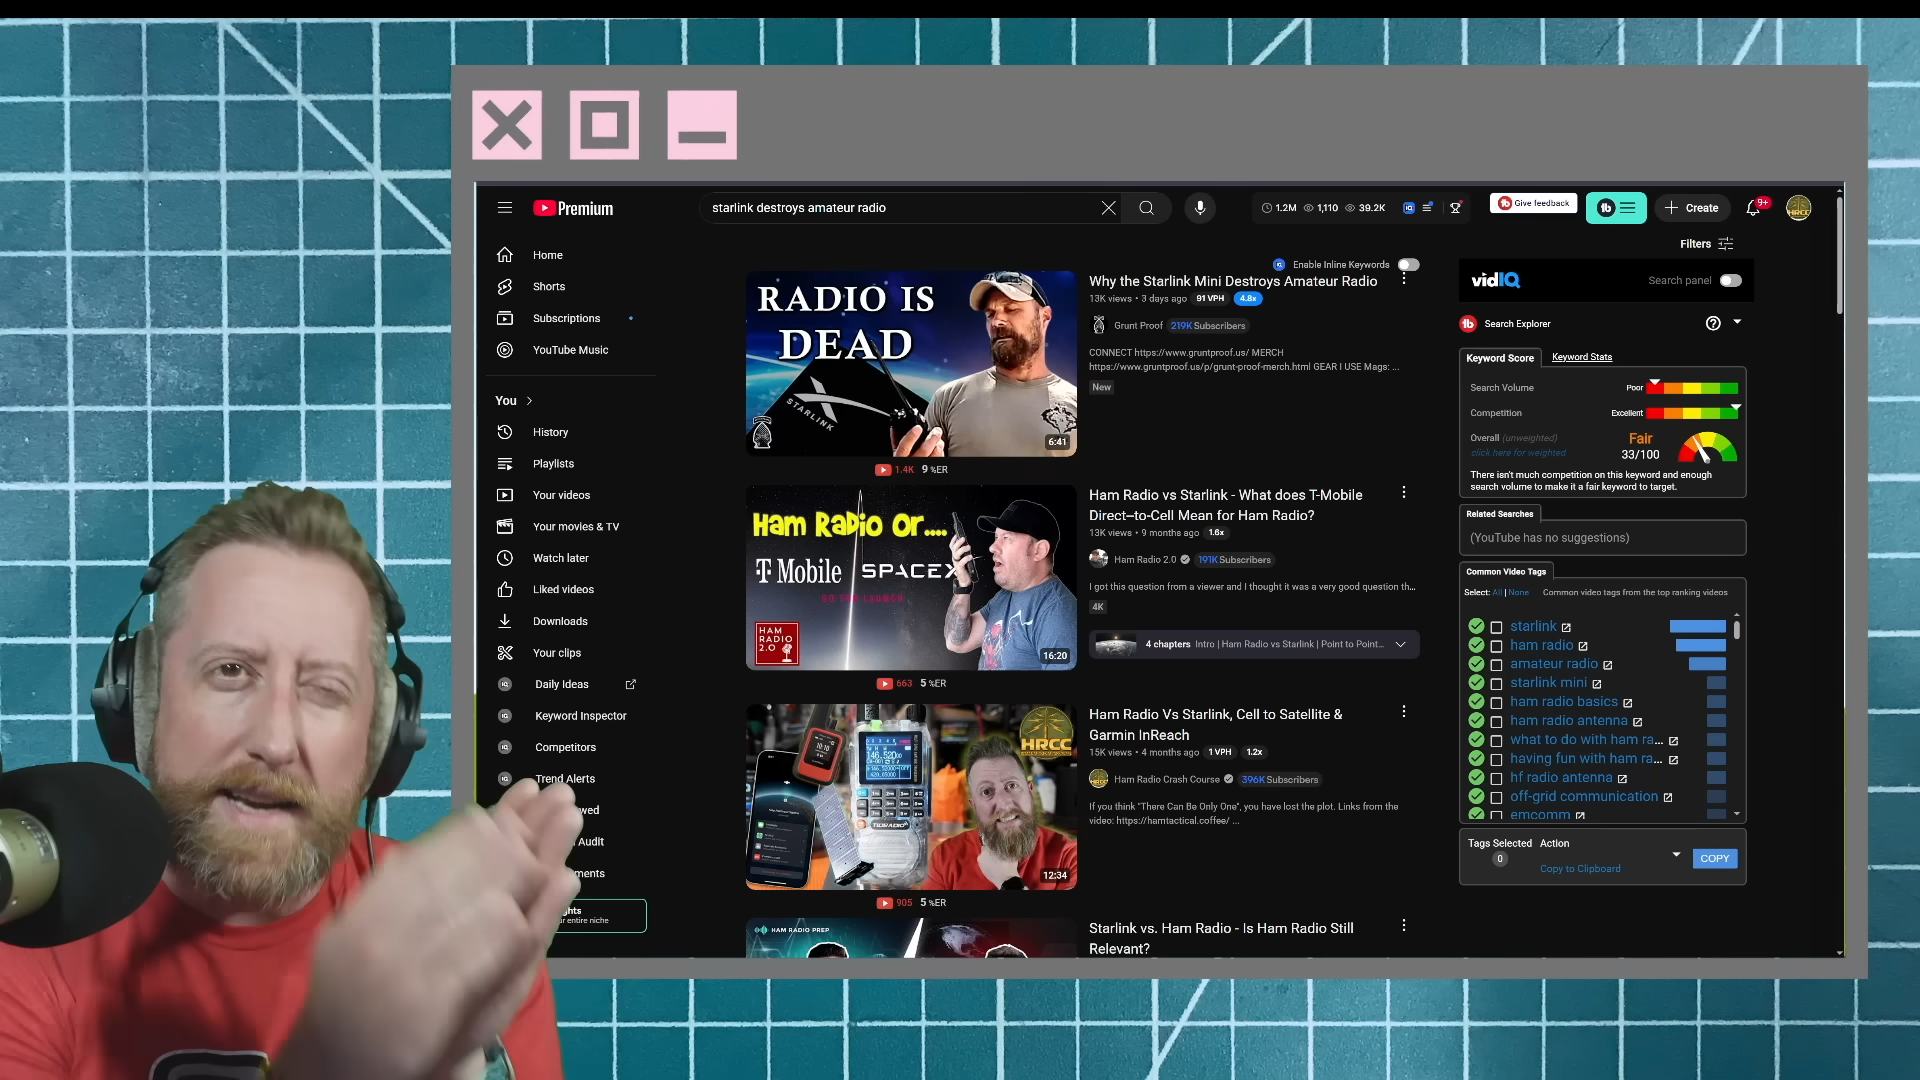 Premium
starlink destroys amateur radio
1.2M 1,110 39.2K
Give feedback
Create
9+
Filters
Home
Shorts
Subscriptions
YouTube Music
You
History
Playlists
Your videos
Your movies & TV
Watch later
Liked videos
Downloads
Your clips
Daily Ideas
Keyword Inspector
Competitors
Trend Alerts
wed
Audit
ments
ghts
ur entire niche
Enable Inline Keywords
RADIO IS
DEAD
STARLINK
6:41
1.4K 9 %ER
Why the Starlink Mini Destroys Amateur Radio
13K views • 3 days ago 91 VPH 4.8x
Grunt Proof 219K Subscribers
CONNECT https://www.gruntproof.us/ MERCH
https://www.gruntproof.us/p/grunt-proof-merch.html GEAR I USE Mags: ...
New
Ham Radio Or....
T Mobile SPACEX
HAM
RADIO
2.0
16:20
663 5 %ER
Ham Radio vs Starlink - What does T-Mobile
Direct–to-Cell Mean for Ham Radio?
13K views • 9 months ago 1.6x
Ham Radio 2.0 191K Subscribers
I got this question from a viewer and I thought it was a very good question th...
4K
4 chapters Intro | Ham Radio vs Starlink | Point to Point...
HRCC
146.520
TIDRADIO
12:34
905 5 %ER
Ham Radio Vs Starlink, Cell to Satellite &
Garmin InReach
15K views • 4 months ago 1 VPH 1.2x
Ham Radio Crash Course 396K Subscribers
If you think "There Can Be Only One", you have lost the plot. Links from the
video: https://hamtactical.coffee/ ...
HAM RADIO PREP
Starlink vs. Ham Radio - Is Ham Radio Still
Relevant?
vidIQ
Search panel
Search Explorer
Keyword Score Keyword Stats
Search Volume Poor
Competition Excellent
Overall (unweighted) Fair
click here for weighted 33/100
There isn't much competition on this keyword and enough
search volume to make it a fair keyword to target.
Related Searches
(YouTube has no suggestions)
Common Video Tags
Select: All | None Common video tags from the top ranking videos
starlink
ham radio
amateur radio
starlink mini
ham radio basics
ham radio antenna
what to do with ham ra...
having fun with ham ra...
hf radio antenna
off-grid communication
emcomm
Tags Selected Action
0
Copy to Clipboard
COPY